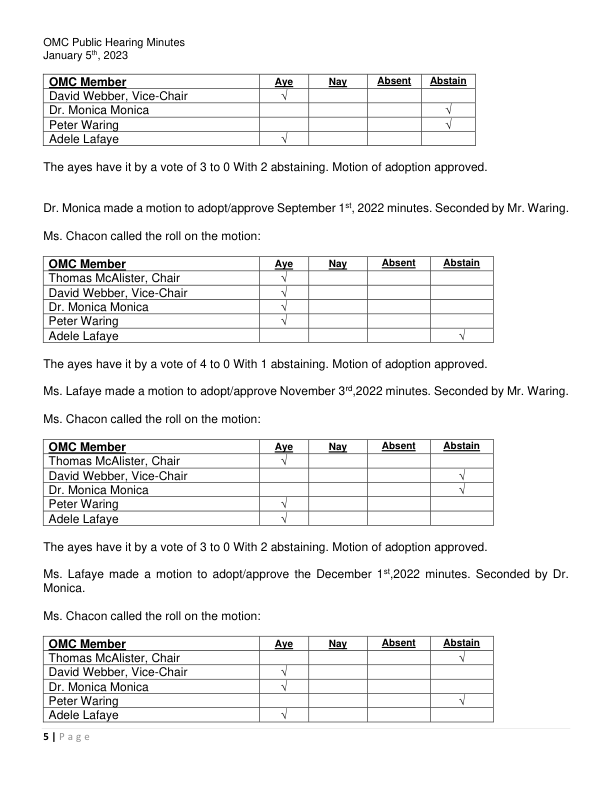 OMC Public Hearing Minutes
January 5th, 2023
OMC Member Aye Nay Absent Abstain
David Webber, Vice-Chair √
Dr. Monica Monica √
Peter Waring √
Adele Lafaye √
The ayes have it by a vote of 3 to 0 With 2 abstaining. Motion of adoption approved.
Dr. Monica made a motion to adopt/approve September 1st, 2022 minutes. Seconded by Mr. Waring.
Ms. Chacon called the roll on the motion:
OMC Member Aye Nay Absent Abstain
Thomas McAlister, Chair √
David Webber, Vice-Chair √
Dr. Monica Monica √
Peter Waring √
Adele Lafaye √
The ayes have it by a vote of 4 to 0 With 1 abstaining. Motion of adoption approved.
Ms. Lafaye made a motion to adopt/approve November 3rd,2022 minutes. Seconded by Mr. Waring.
Ms. Chacon called the roll on the motion:
OMC Member Aye Nay Absent Abstain
Thomas McAlister, Chair √
David Webber, Vice-Chair √
Dr. Monica Monica √
Peter Waring √
Adele Lafaye √
The ayes have it by a vote of 3 to 0 With 2 abstaining. Motion of adoption approved.
Ms. Lafaye made a motion to adopt/approve the December 1st,2022 minutes. Seconded by Dr.
Monica.
Ms. Chacon called the roll on the motion:
OMC Member Aye Nay Absent Abstain
Thomas McAlister, Chair √
David Webber, Vice-Chair √
Dr. Monica Monica √
Peter Waring √
Adele Lafaye √
5 | Page